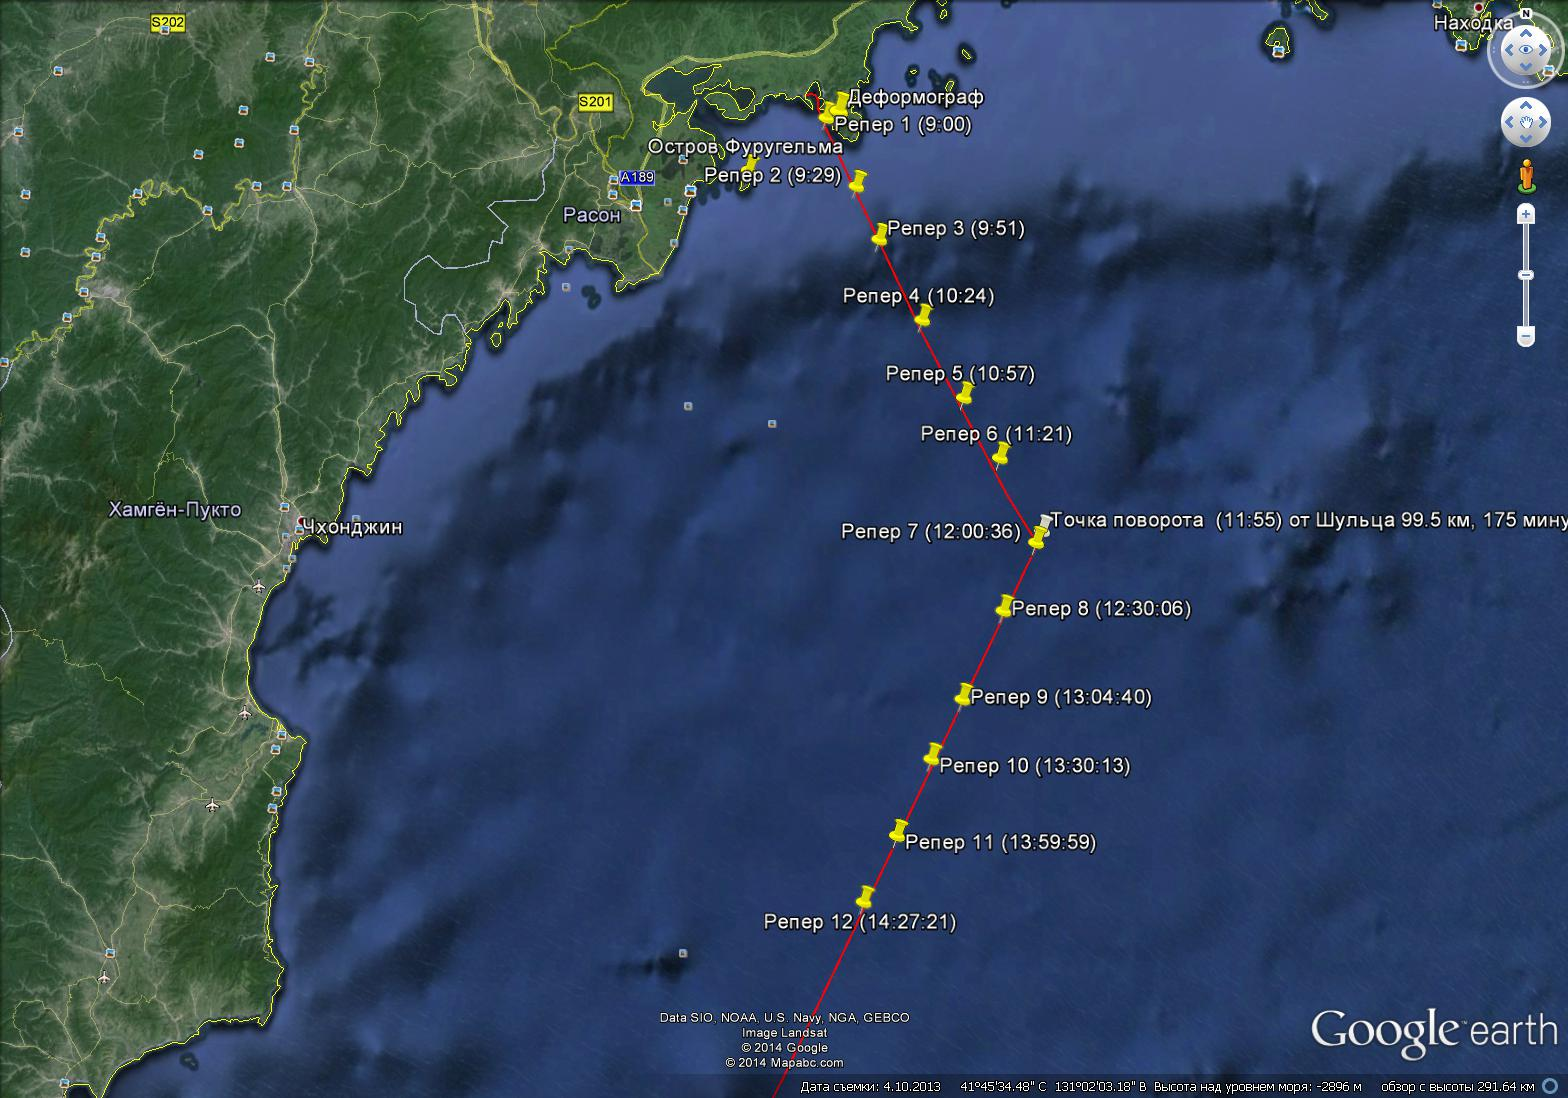 S202
Находка
N
S201
Деформограф
Репер 1 (9:00)
Остров Фуругельма
Репер 2 (9:29)
A189
Расон
Репер 3 (9:51)
Репер 4 (10:24)
Репер 5 (10:57)
Репер 6 (11:21)
Хамгён-Пукто
Чхонджин
Точка поворота (11:55) от Шульца 99.5 км, 175 мину
Репер 7 (12:00:36)
Репер 8 (12:30:06)
Репер 9 (13:04:40)
Репер 10 (13:30:13)
Репер 11 (13:59:59)
Репер 12 (14:27:21)
Data SIO, NOAA, U.S. Navy, NGA, GEBCO
Image Landsat
© 2014 Google
© 2014 Mapabc.com
Google earth
Дата съемки: 4.10.2013 41°45'34.48" С 131°02'03.18" В Высота над уровнем моря: -2896 м обзор с высоты 291.64 км